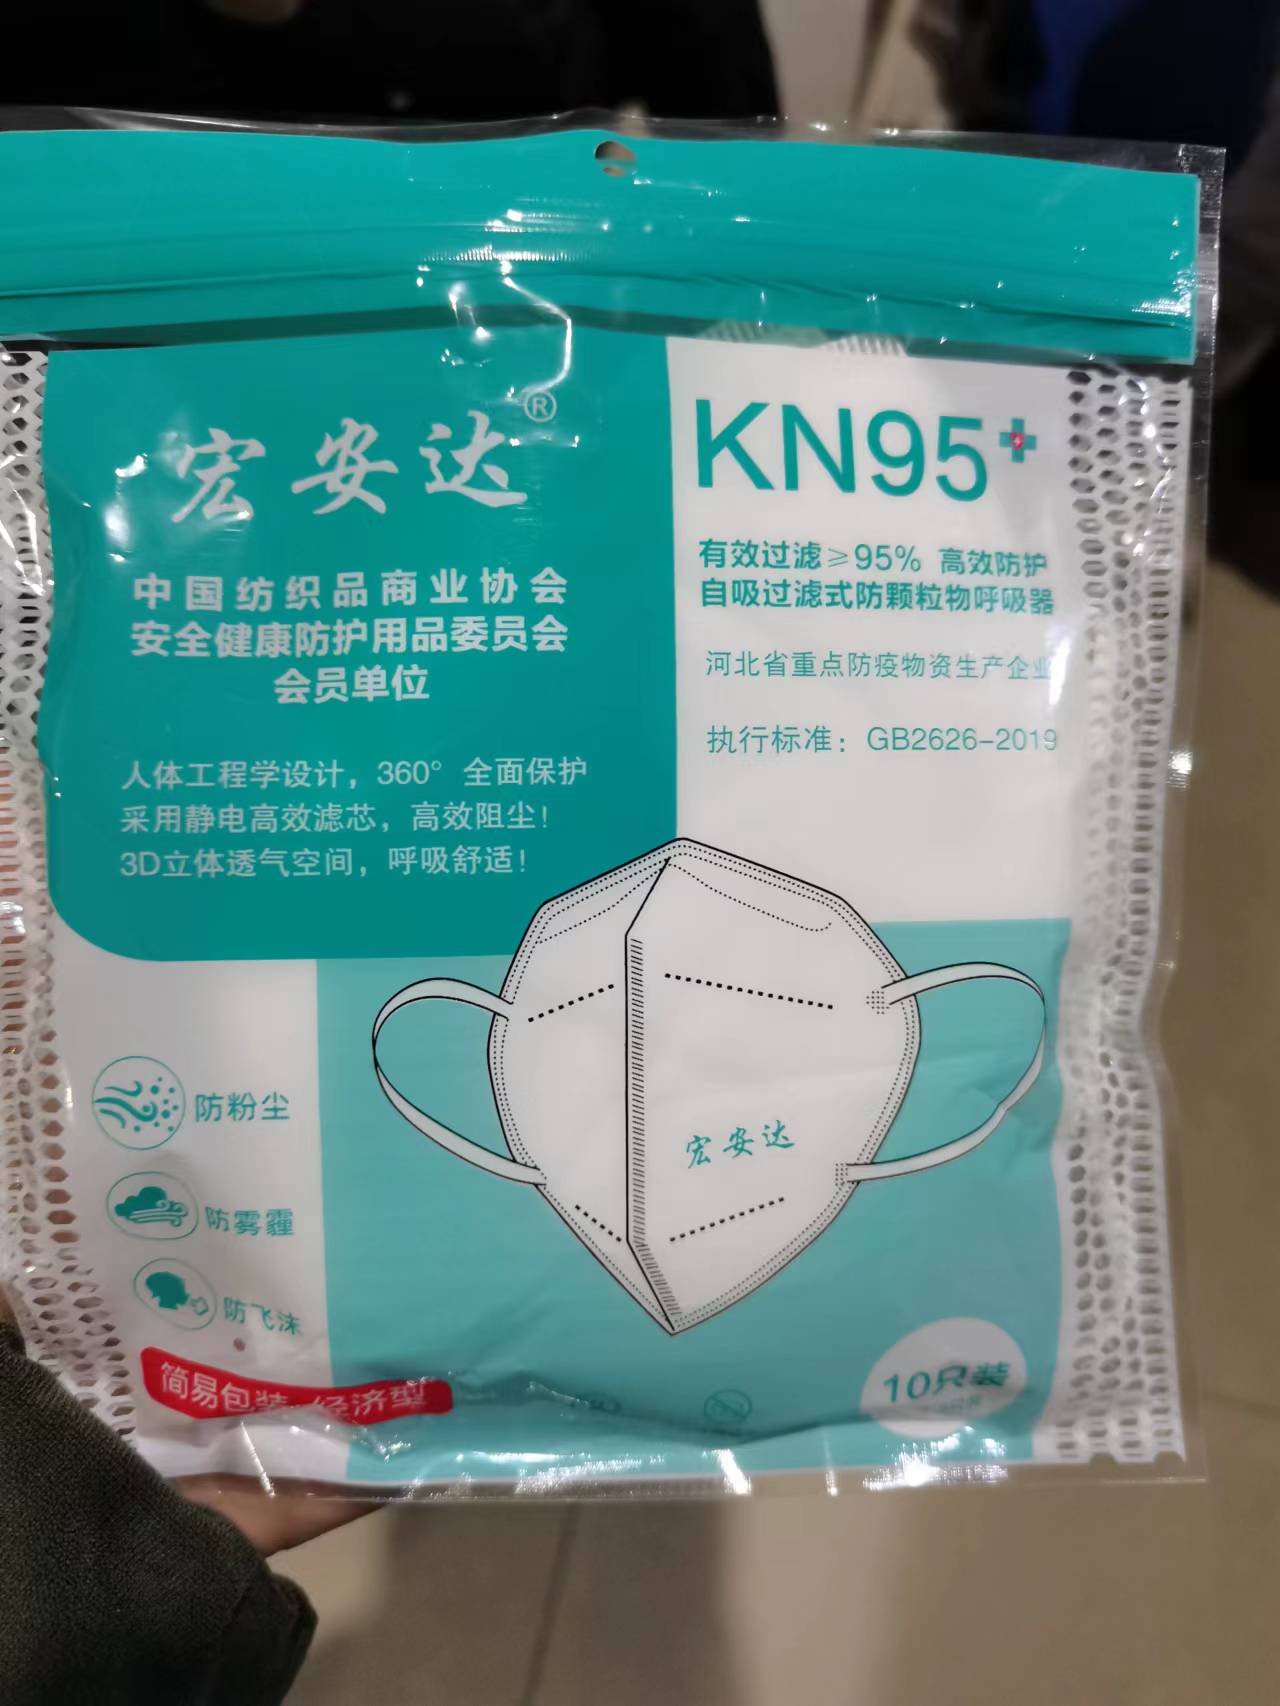 宏安达®
中国纺织品商业协会
安全健康防护用品委员会
会员单位
人体工程学设计，360°全面保护
采用静电高效滤芯，高效阻尘！
3D立体透气空间，呼吸舒适！
KN95+
有效过滤≥95% 高效防护
自吸过滤式防颗粒物呼吸器
河北省重点防疫物资生产企业
执行标准：GB2626-2019
宏安达
防粉尘
防雾霾
防飞沫
简易包装 经济型
10只装